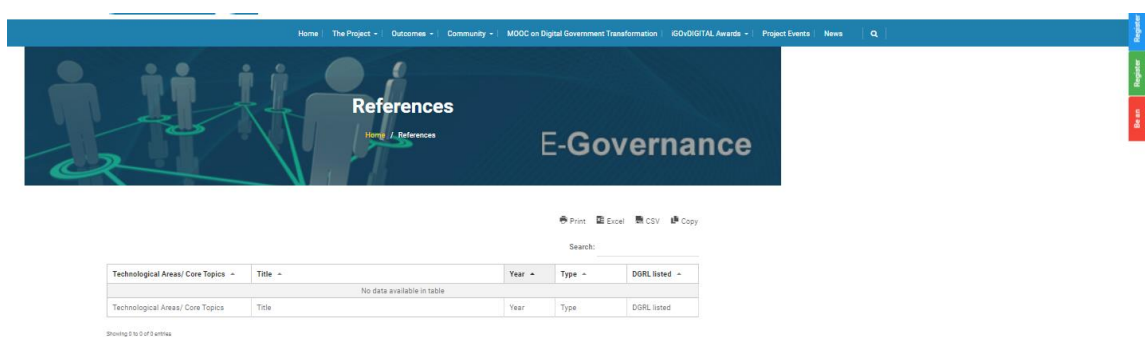 Home The Project Outcomes Community MOOC on Digital Government Transformation iGOvDIGITAL Awards Project Events News
Register
Register
Be an
References
Home / References
E-Governance
Print Excel CSV Copy
Search:
Technological Areas/ Core Topics Title Year Type DGRL listed
No data available in table
Technological Areas/ Core Topics Title Year Type DGRL listed
Showing 0 to 0 of 0 entries